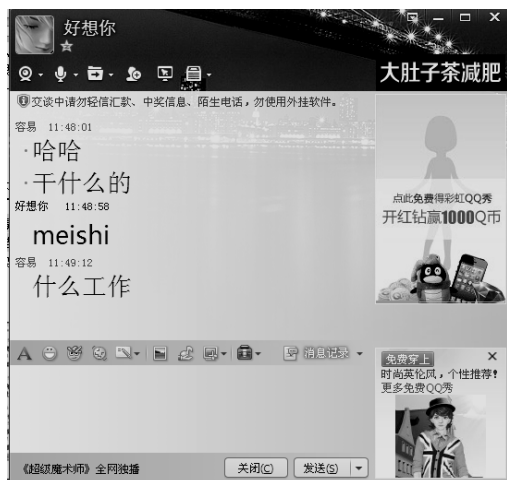 好想你
大肚子茶减肥
交谈中请勿轻信汇款、中奖信息、陌生电话，勿使用外挂软件。
容易 11:48:01
哈哈
干什么的
好想你 11:48:58
meishi
容易 11:49:12
什么工作
点此免费得彩虹QQ秀
开红钻赢1000Q币
A
消息记录
免费穿上
时尚英伦风，个性推荐!
更多免费QQ秀
《超级魔术师》全网独播
关闭(C)
发送(S)